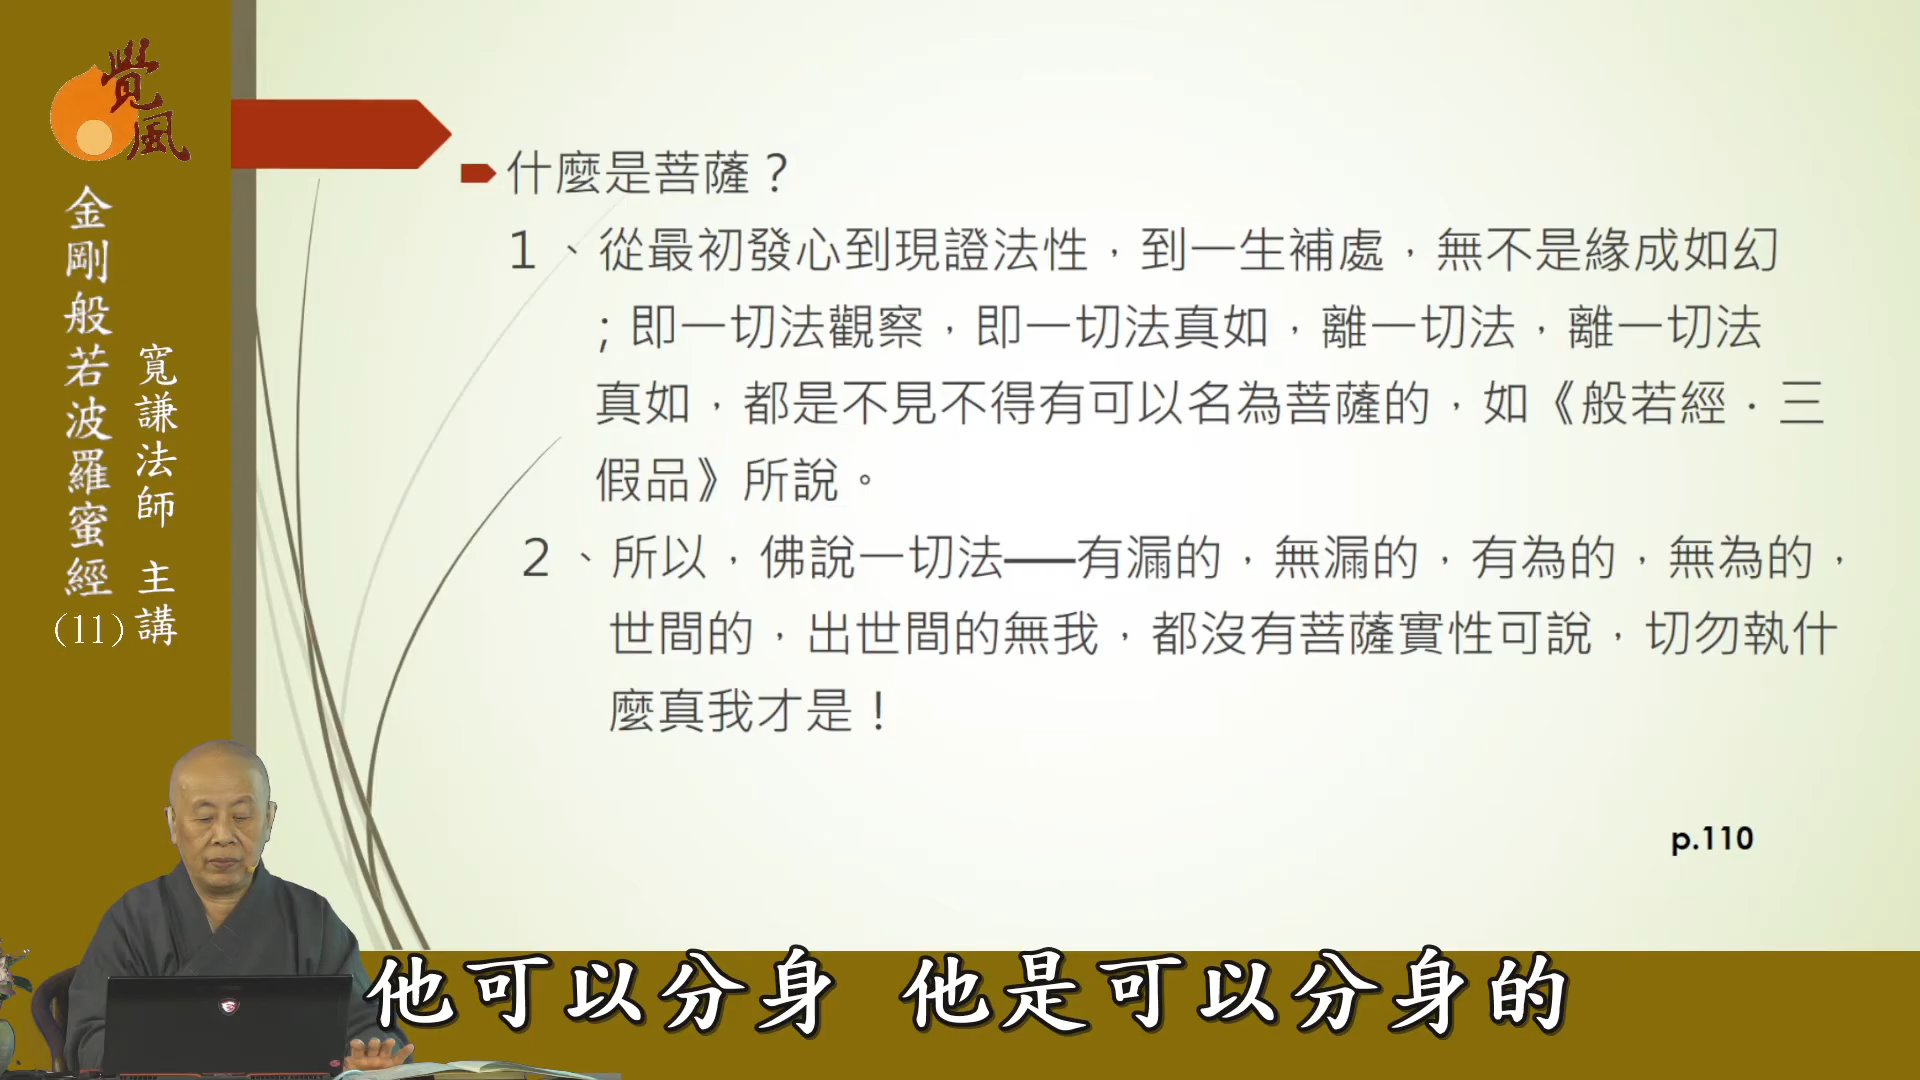 覺風
金剛般若波羅蜜經
(11)
寬謙法師 主講
什麼是菩薩？
1、從最初發心到現證法性，到一生補處，無不是緣成如幻
；即一切法觀察，即一切法真如，離一切法，離一切法
真如，都是不見不得有可以名為菩薩的，如《般若經．三
假品》所說。
2、所以，佛說一切法──有漏的，無漏的，有為的，無為的，
世間的，出世間的無我，都沒有菩薩實性可說，切勿執什
麼真我才是！
p.110
他可以分身 他是可以分身的